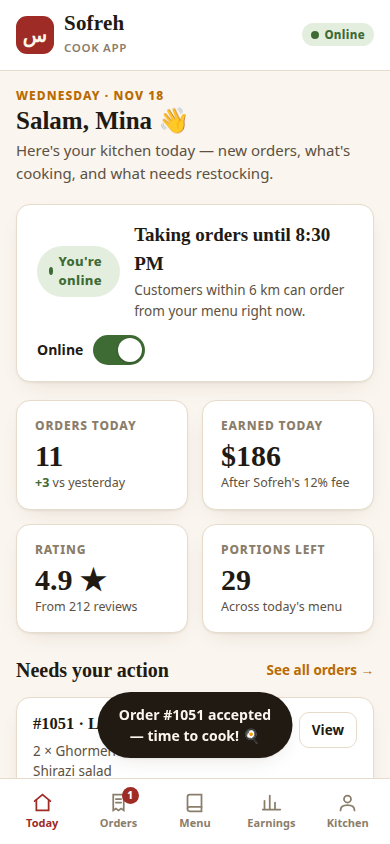 س
Sofreh
COOK APP
Online
WEDNESDAY · NOV 18
Salam, Mina 👋
Here's your kitchen today — new orders, what's
cooking, and what needs restocking.
You're
online
Taking orders until 8:30
PM
Customers within 6 km can order
from your menu right now.
Online
ORDERS TODAY
11
+3 vs yesterday
EARNED TODAY
$186
After Sofreh's 12% fee
RATING
4.9 ★
From 212 reviews
PORTIONS LEFT
29
Across today's menu
Needs your action
See all orders →
#1051 · L
Order #1051 accepted
— time to cook! 🍳
View
2 × Ghorme
Shirazi salad
1
Today
Orders
Menu
Earnings
Kitchen